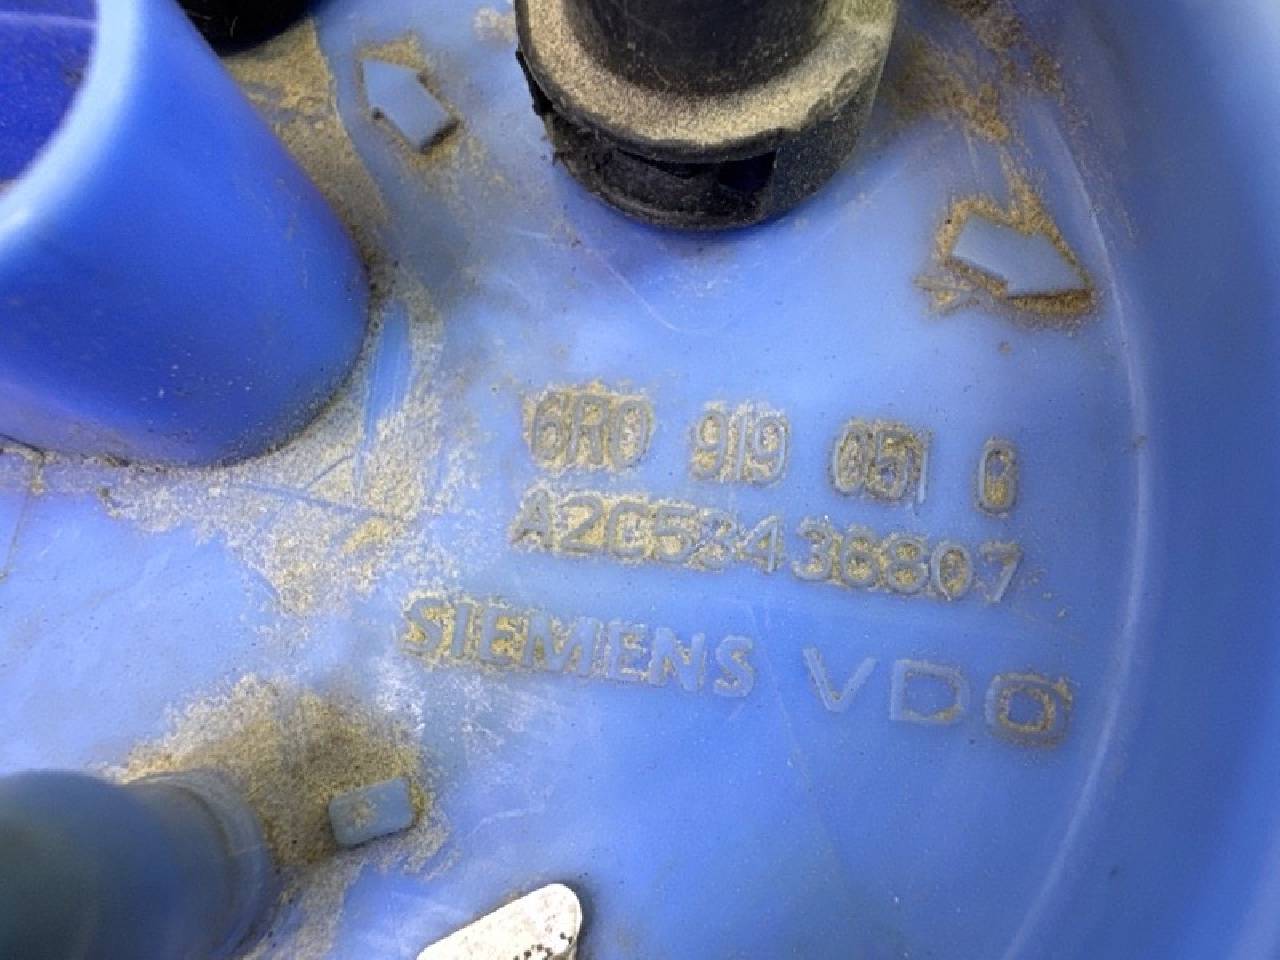 6R0 919 051 G
A2C53436807
SIEMENS VDO